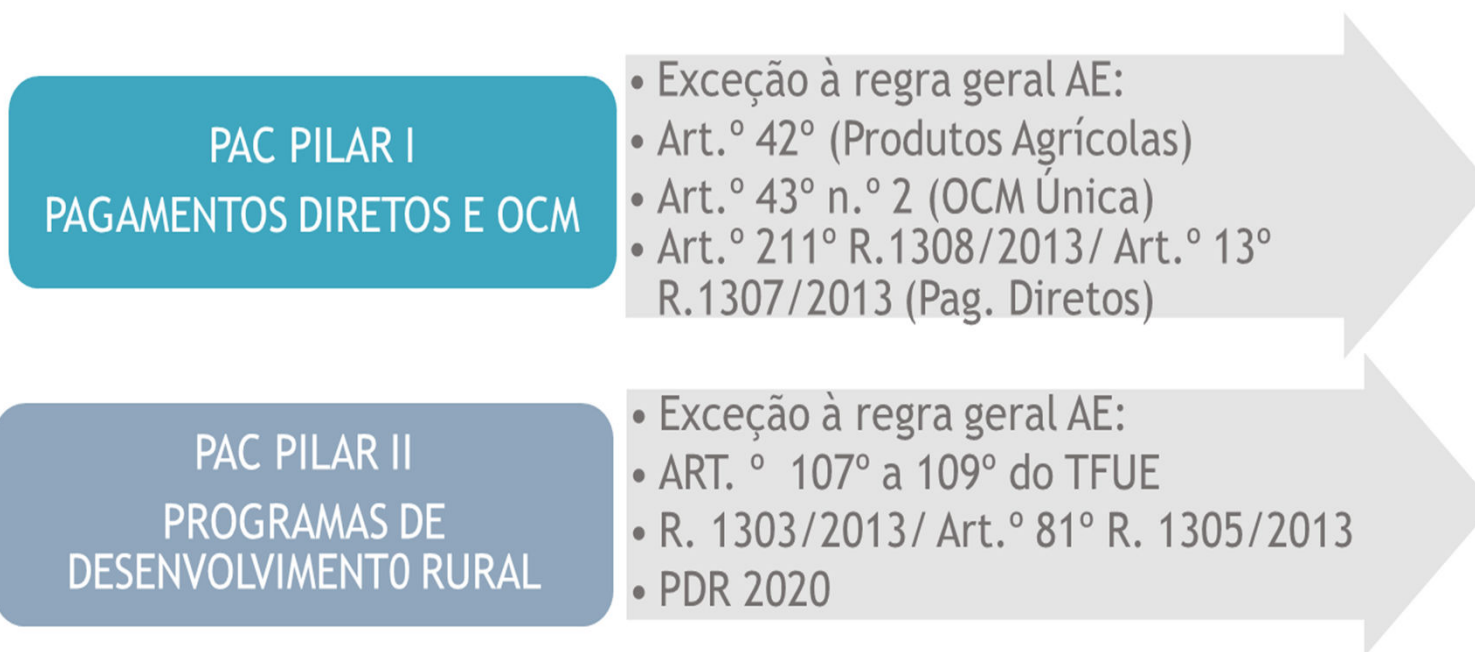 PAC PILAR I
PAGAMENTOS DIRETOS E OCM
• Exceção à regra geral AE:
• Art.º 42º (Produtos Agrícolas)
• Art.º 43º n.º 2 (OCM Única)
• Art.º 211º R.1308/2013/ Art.º 13º
R.1307/2013 (Pag. Diretos)
PAC PILAR II
PROGRAMAS DE
DESENVOLVIMENT0 RURAL
• Exceção à regra geral AE:
• ART. º 107º a 109º do TFUE
• R. 1303/2013/ Art.º 81º R. 1305/2013
• PDR 2020